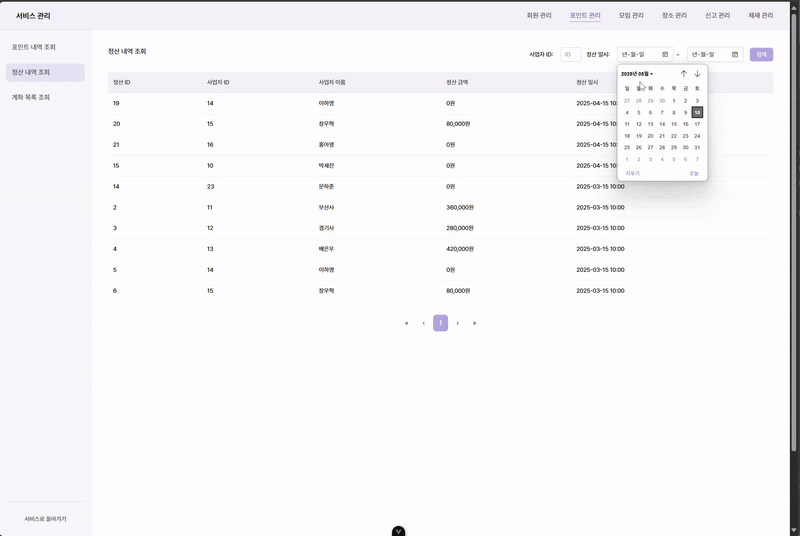 서비스 관리
회원 관리 포인트 관리 모임 관리 장소 관리 신고 관리 제재 관리
포인트 내역 조회
정산 내역 조회
계좌 목록 조회
서비스로 돌아가기
정산 내역 조회
사업자 ID: ID 정산 일시: 년-월-일 ~ 년-월-일 검색
정산 ID 사업자 ID 사업자 이름 정산 금액 정산 일시
19 14 이하영 0원 2025-04-15 10:
20 15 장우혁 80,000원 2025-04-15 10:
21 16 홍아영 0원 2025-04-15 10:
15 10 박세진 0원 2025-03-15 10:
14 23 문하준 0원 2025-03-15 10:00
2 11 부산사 360,000원 2025-03-15 10:00
3 12 경기사 280,000원 2025-03-15 10:00
4 13 배은우 420,000원 2025-03-15 10:00
5 14 이하영 0원 2025-03-15 10:00
6 15 장우혁 80,000원 2025-03-15 10:00
« ‹ 1 › »
2025년 05월
일 월 화 수 목 금 토
27 28 29 30 1 2 3
4 5 6 7 8 9 10
11 12 13 14 15 16 17
18 19 20 21 22 23 24
25 26 27 28 29 30 31
1 2 3 4 5 6 7
지우기 오늘